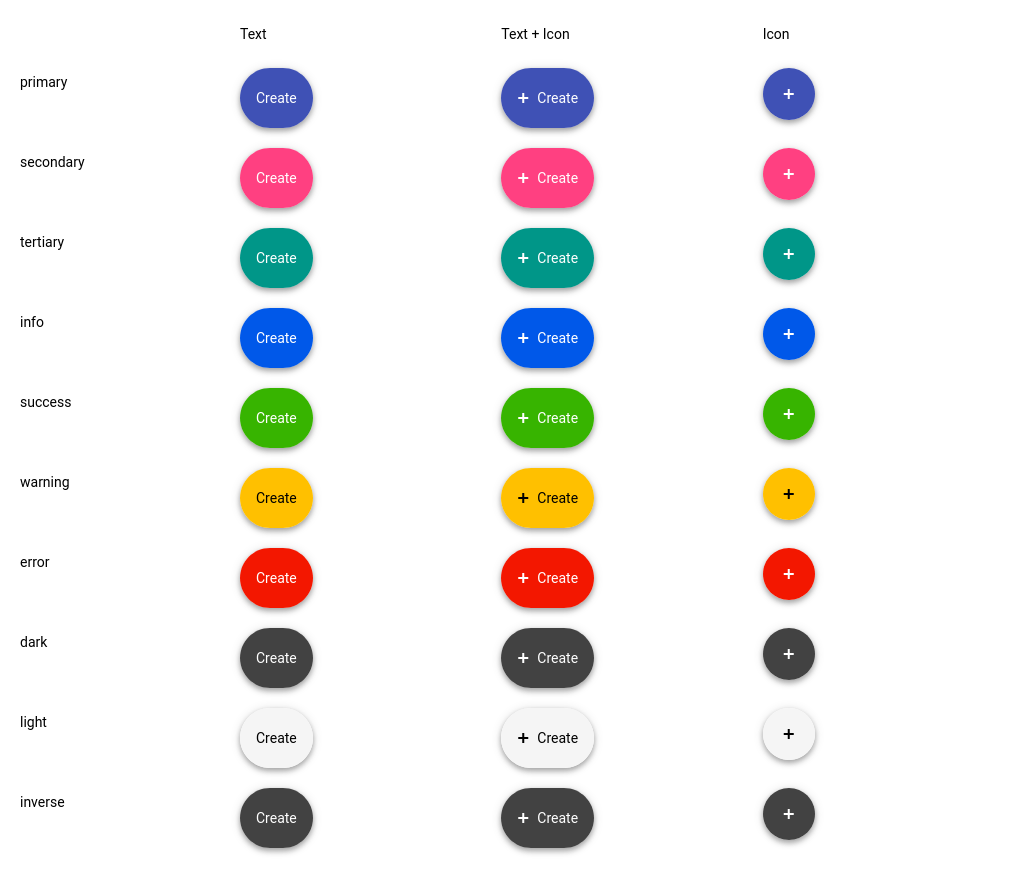 Text Text + Icon Icon
primary Create + Create +
secondary Create + Create +
tertiary Create + Create +
info Create + Create +
success Create + Create +
warning Create + Create +
error Create + Create +
dark Create + Create +
light Create + Create +
inverse Create + Create +